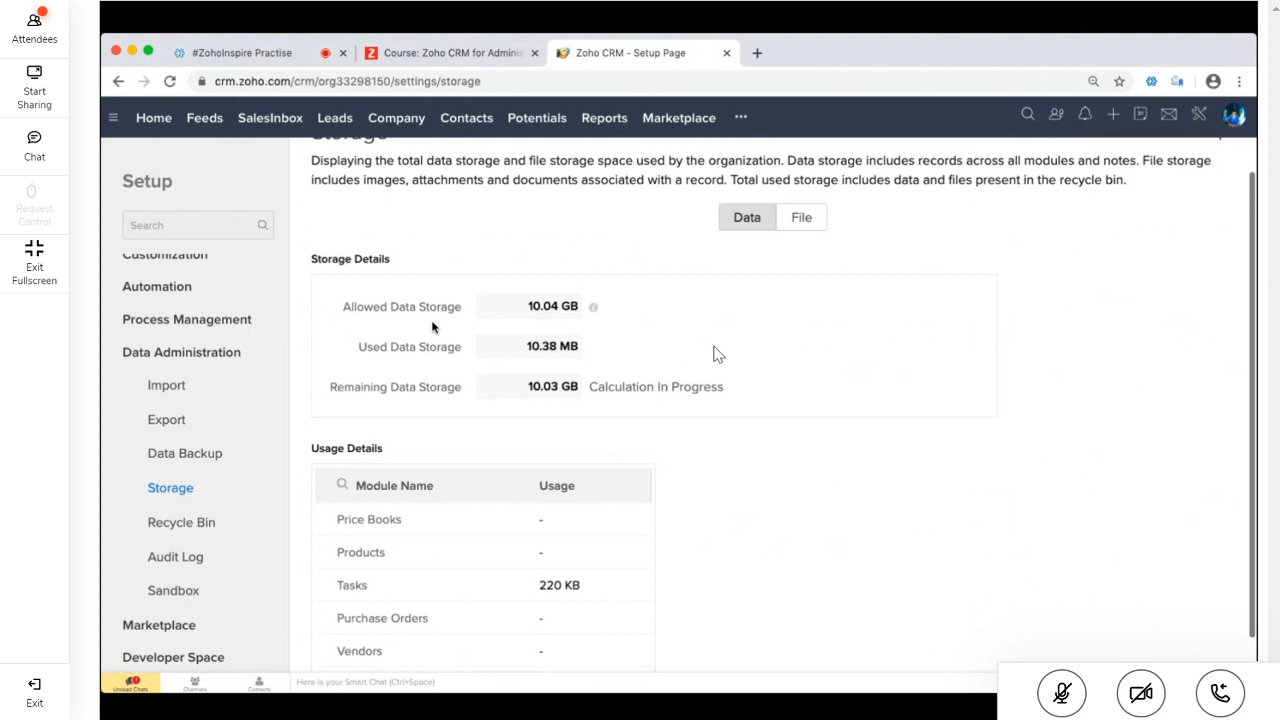 Attendees
Start
Sharing
Chat
Request
Control
Exit
Fullscreen
Exit
#ZohoInspire Practise
Course: Zoho CRM for Adminis
Zoho CRM - Setup Page
crm.zoho.com/crm/org33298150/settings/storage
Home Feeds SalesInbox Leads Company Contacts Potentials Reports Marketplace
Storage
Displaying the total data storage and file storage space used by the organization. Data storage includes records across all modules and notes. File storage
includes images, attachments and documents associated with a record. Total used storage includes data and files present in the recycle bin.
Setup
Search
Customization
Automation
Process Management
Data Administration
Import
Export
Data Backup
Storage
Recycle Bin
Audit Log
Sandbox
Marketplace
Developer Space
Data File
Storage Details
Allowed Data Storage 10.04 GB
Used Data Storage 10.38 MB
Remaining Data Storage 10.03 GB Calculation In Progress
Usage Details
Module Name Usage
Price Books -
Products -
Tasks 220 KB
Purchase Orders -
Vendors -
Unread Chats
Channels
Contacts
Here is your Smart Chat (Ctrl+Space)